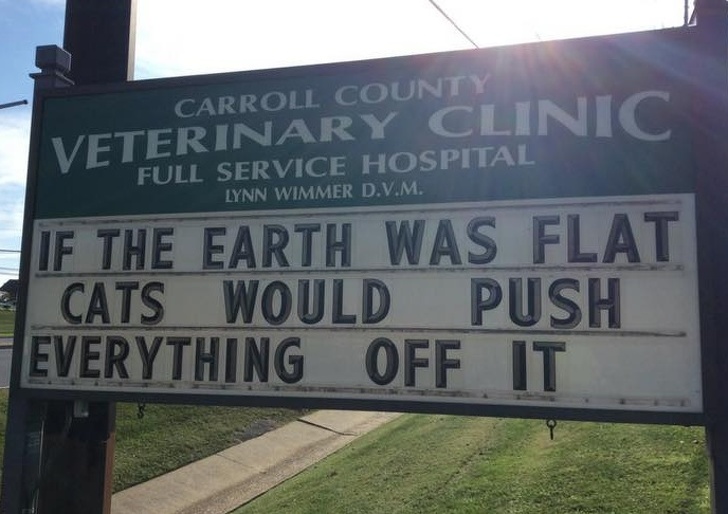 CARROLL COUNTY
VETERINARY CLINIC
FULL SERVICE HOSPITAL
LYNN WIMMER D.V.M.
IF THE EARTH WAS FLAT
CATS WOULD PUSH
EVERYTHING OFF IT